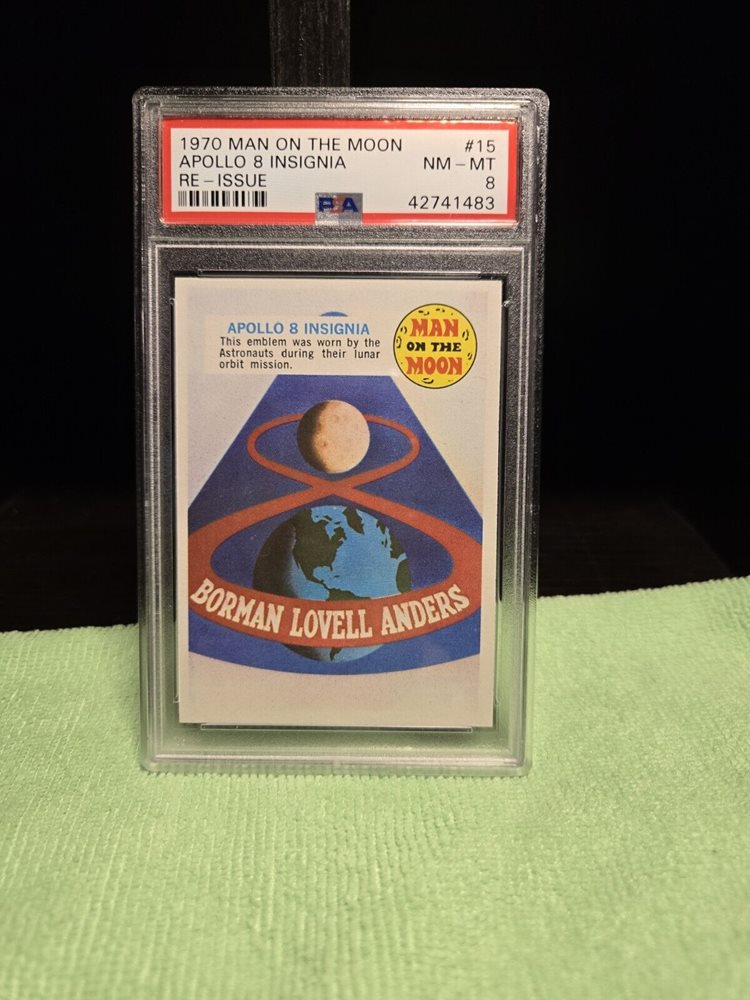 1970 MAN ON THE MOON #15
APOLLO 8 INSIGNIA NM-MT
RE-ISSUE 8
PSA 42741483
APOLLO 8 INSIGNIA
This emblem was worn by the
Astronauts during their lunar
orbit mission.
MAN
ON THE
MOON
BORMAN LOVELL ANDERS